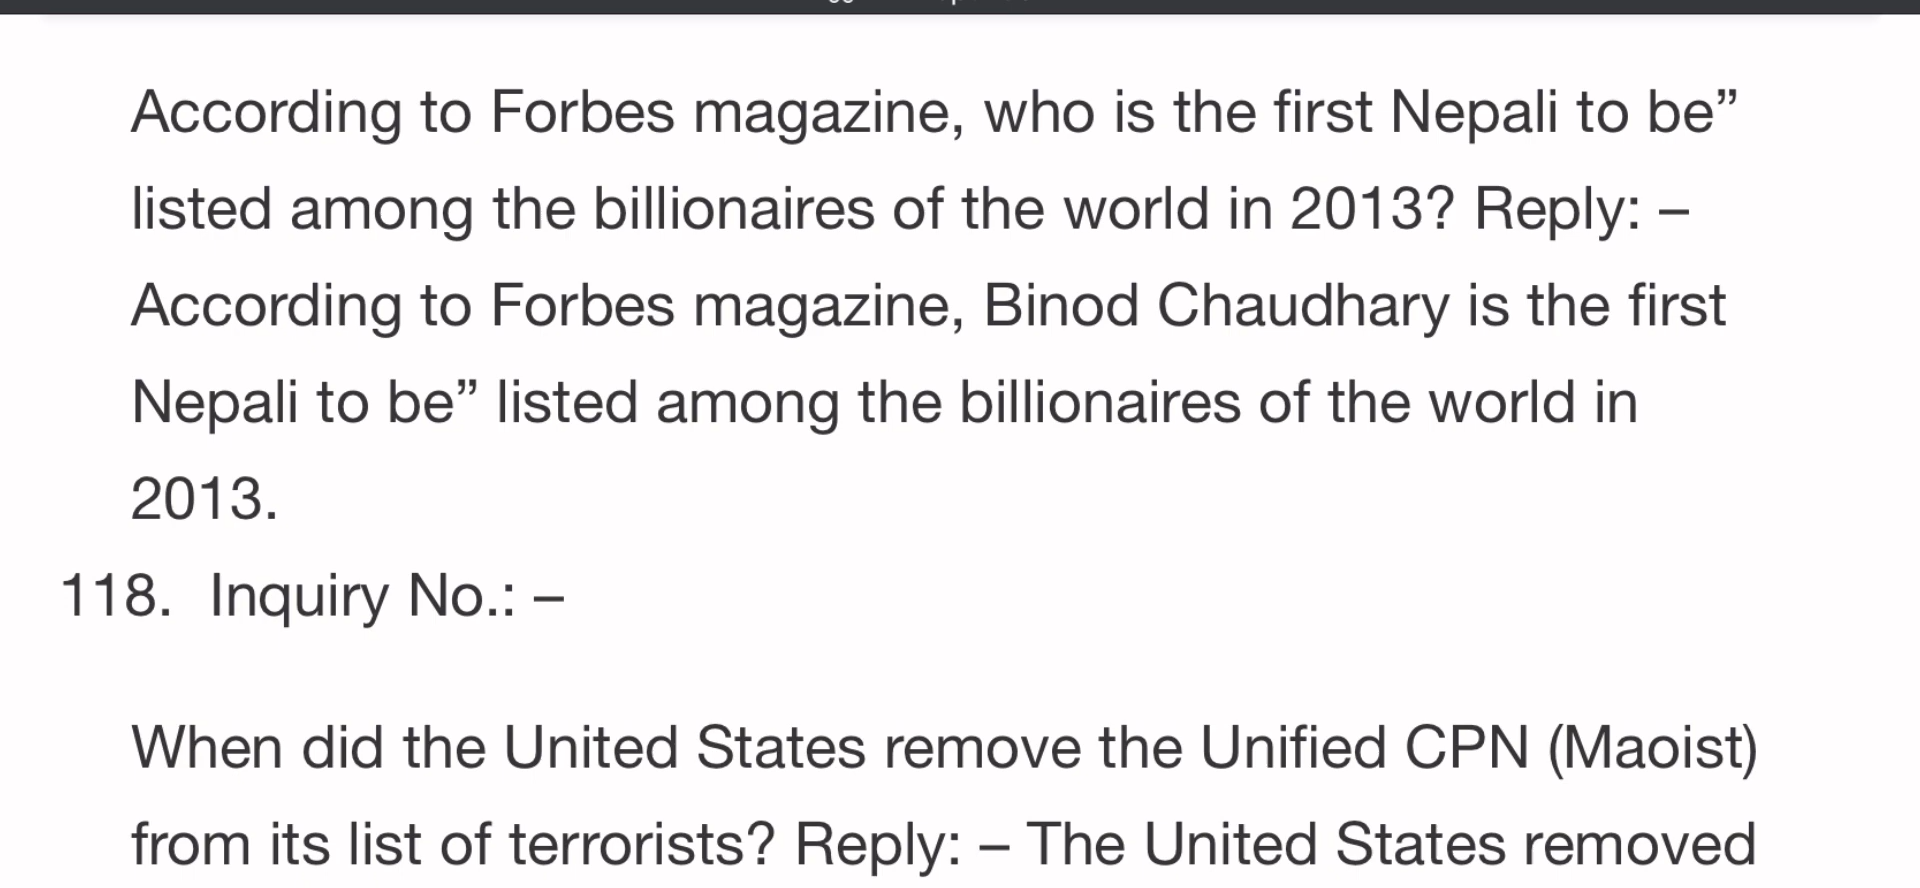 According to Forbes magazine, who is the first Nepali to be”
listed among the billionaires of the world in 2013? Reply: –
According to Forbes magazine, Binod Chaudhary is the first
Nepali to be” listed among the billionaires of the world in
2013.
118. Inquiry No.: –
When did the United States remove the Unified CPN (Maoist)
from its list of terrorists? Reply: – The United States removed